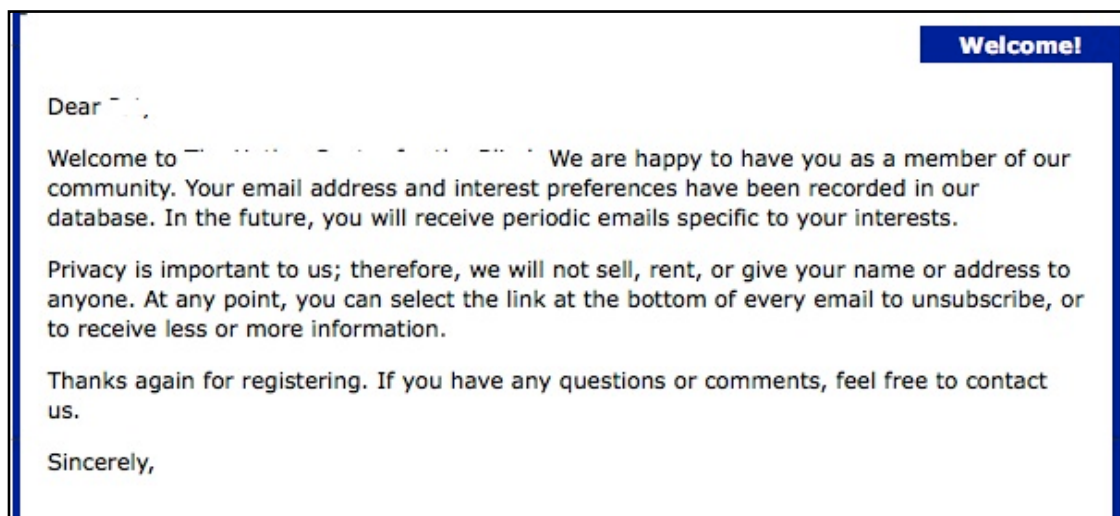 Welcome!
Dear ,
Welcome to We are happy to have you as a member of our
community. Your email address and interest preferences have been recorded in our
database. In the future, you will receive periodic emails specific to your interests.
Privacy is important to us; therefore, we will not sell, rent, or give your name or address to
anyone. At any point, you can select the link at the bottom of every email to unsubscribe, or
to receive less or more information.
Thanks again for registering. If you have any questions or comments, feel free to contact
us.
Sincerely,